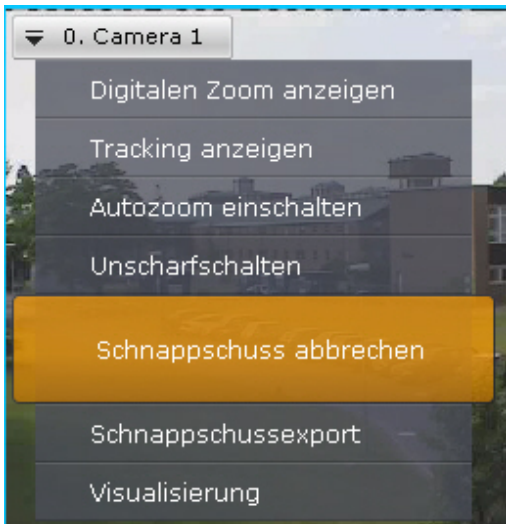 0. Camera 1
Digitalen Zoom anzeigen
Tracking anzeigen
Autozoom einschalten
Unscharfschalten
Schnappschuss abbrechen
Schnappschussexport
Visualisierung